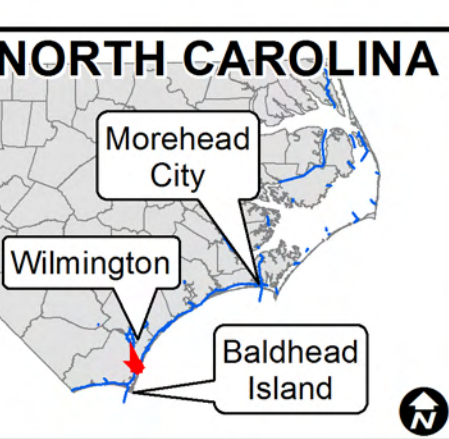 NORTH CAROLINA
Morehead
City
Wilmington
Baldhead
Island
N